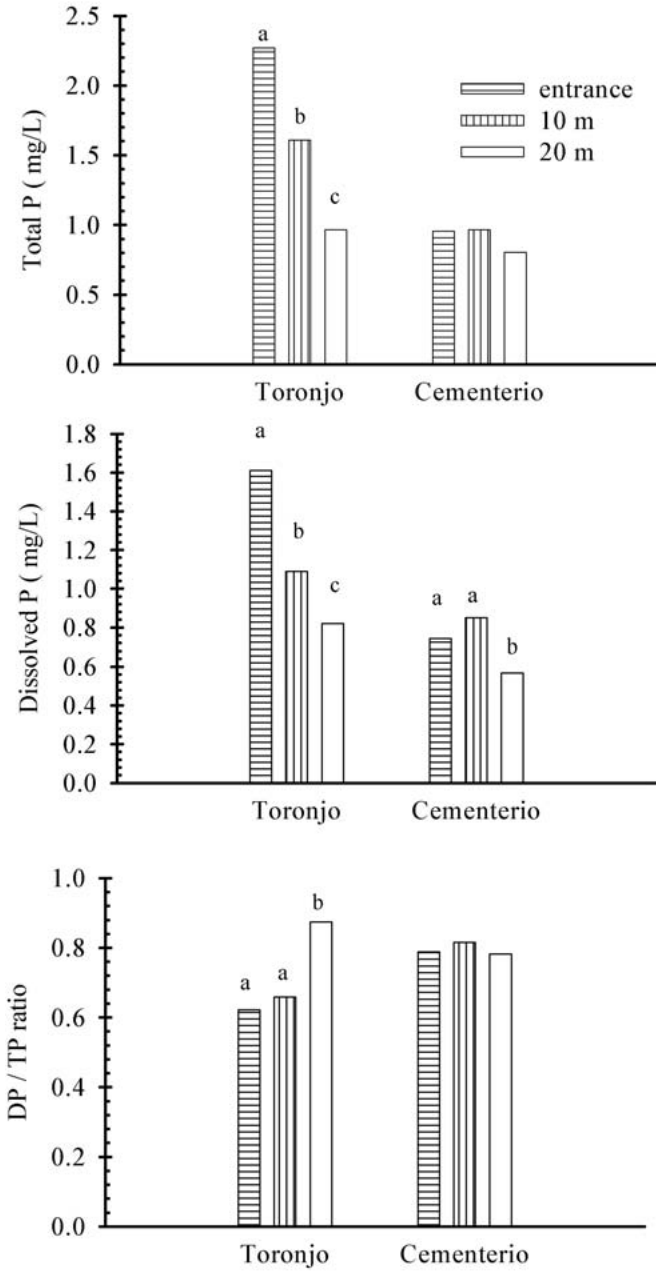 Total P ( mg/L)
2.5
2.0
1.5
1.0
0.5
0.0
a
b
c
entrance
10 m
20 m
Toronjo
Cementerio
Dissolved P ( mg/L)
1.8
1.6
1.4
1.2
1.0
0.8
0.6
0.4
0.2
0.0
a
b
c
a
a
b
Toronjo
Cementerio
DP / TP ratio
1.0
0.8
0.6
0.4
0.2
0.0
a
a
b
Toronjo
Cementerio